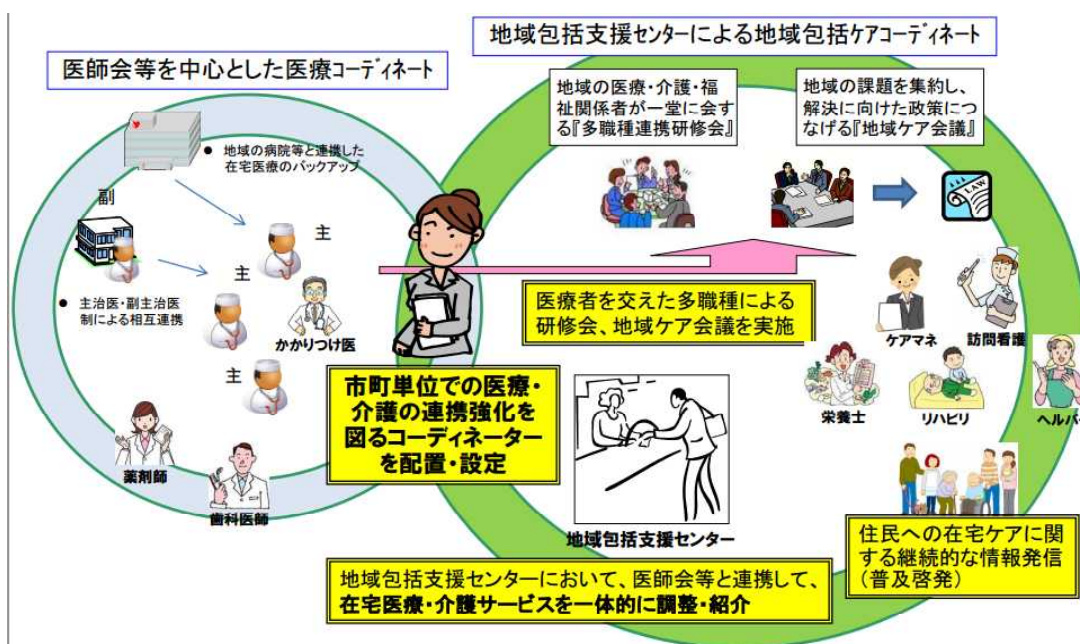 地域包括支援センターによる地域包括ケアコーディネート
医師会等を中心とした医療コーディネート
地域の医療・介護・福
祉関係者が一堂に会す
る『多職種連携研修会』
地域の課題を集約し、
解決に向けた政策につ
なげる『地域ケア会議』
● 地域の病院等と連携した
在宅医療のバックアップ
LAW
副
主
主
● 主治医・副主治医
制による相互連携
かかりつけ医
主
医療者を交えた多職種による
研修会、地域ケア会議を実施
ケアマネ
訪問看護
栄養士
リハビリ
ヘルパー
市町単位での医療・
介護の連携強化を
図るコーディネーター
を配置・設定
薬剤師
歯科医師
地域包括支援センター
住民への在宅ケアに関
する継続的な情報発信
(普及啓発)
地域包括支援センターにおいて、医師会等と連携して、
在宅医療・介護サービスを一体的に調整・紹介